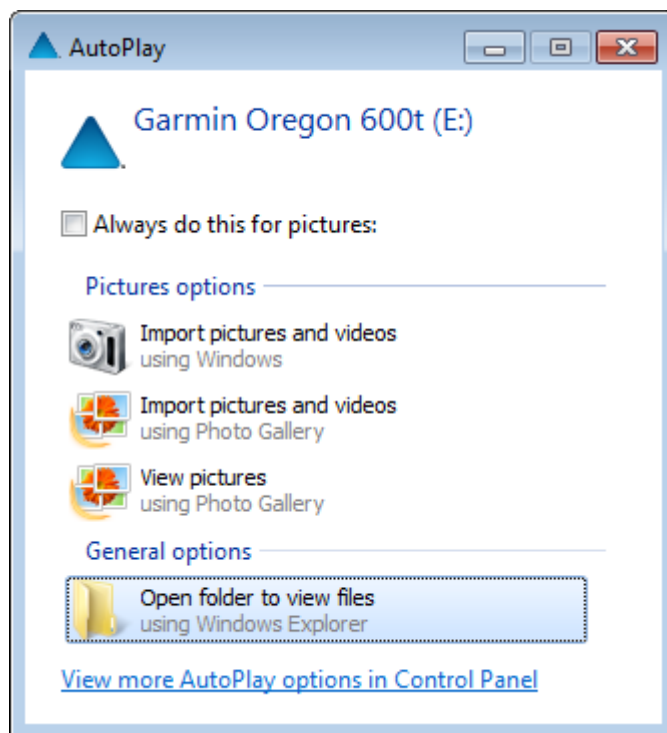 AutoPlay
Garmin Oregon 600t (E:)
Always do this for pictures:
Pictures options
Import pictures and videos
using Windows
Import pictures and videos
using Photo Gallery
View pictures
using Photo Gallery
General options
Open folder to view files
using Windows Explorer
View more AutoPlay options in Control Panel